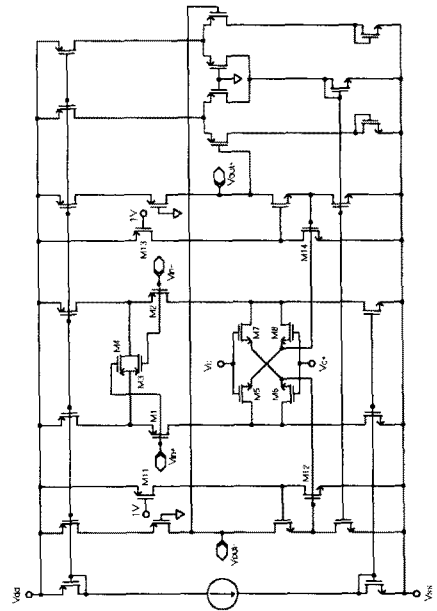 Vdd
Vss
1V
M11
M12
Vout-
Vin+
M1
M3
M4
M2
Vin-
M5
M6
M7
M8
Vc-
Vc+
1V
M13
M14
Vout+